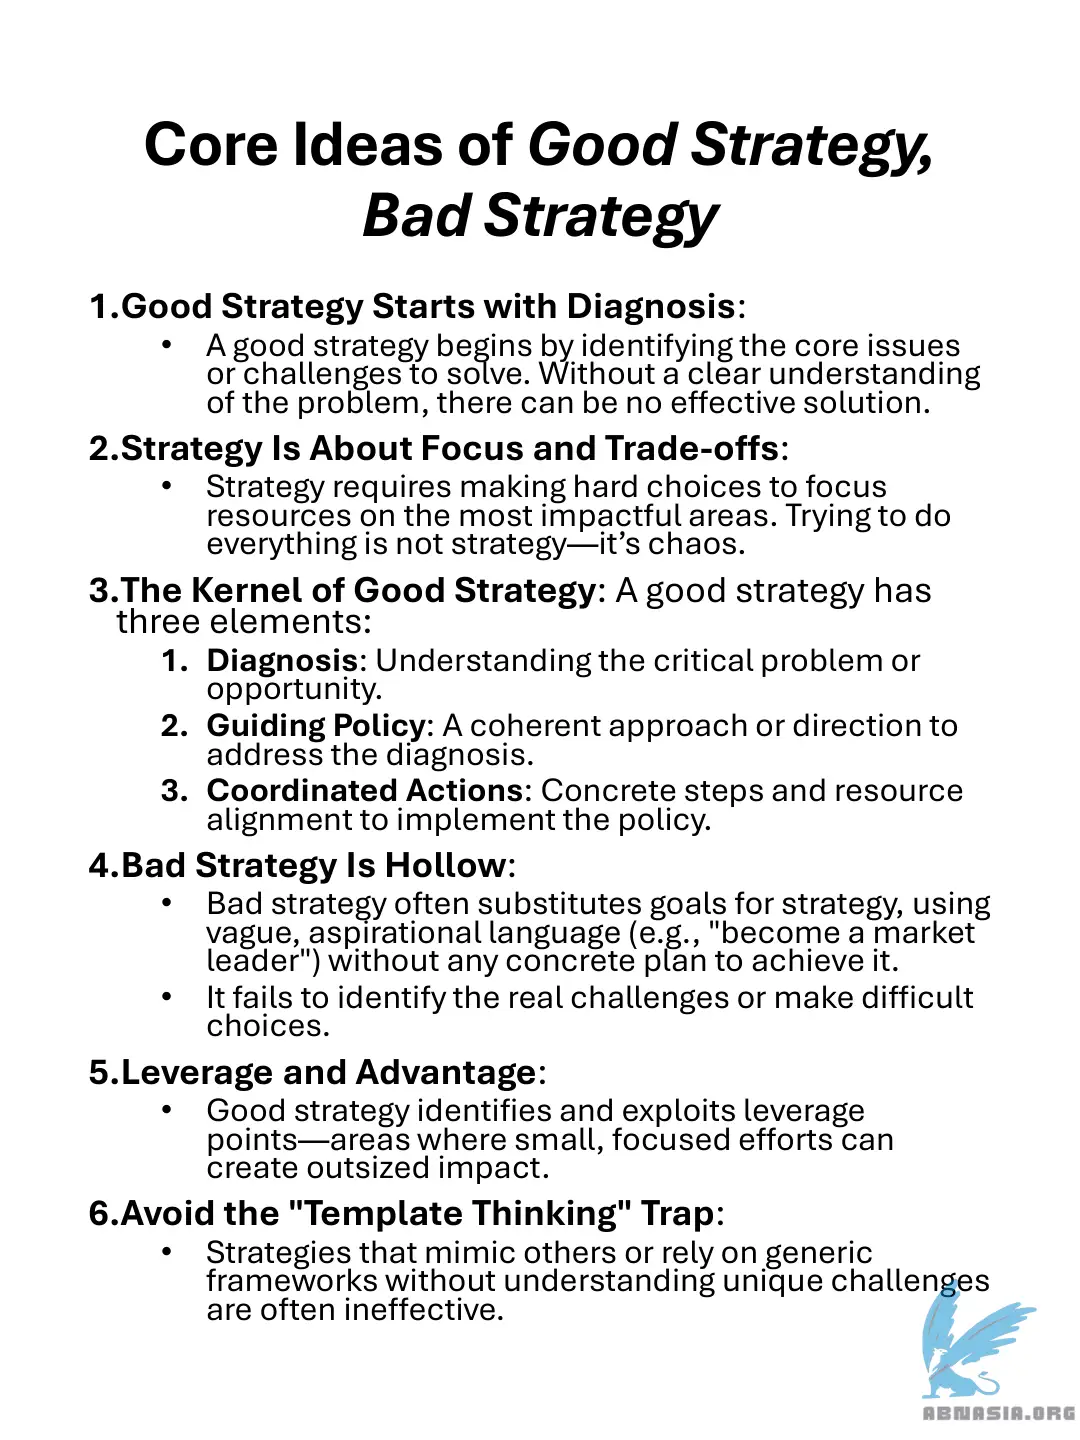 Core Ideas of Good Strategy,
Bad Strategy
1.Good Strategy Starts with Diagnosis:
• A good strategy begins by identifying the core issues
or challenges to solve. Without a clear understanding
of the problem, there can be no effective solution.
2.Strategy Is About Focus and Trade-offs:
• Strategy requires making hard choices to focus
resources on the most impactful areas. Trying to do
everything is not strategy—it’s chaos.
3.The Kernel of Good Strategy: A good strategy has
three elements:
1. Diagnosis: Understanding the critical problem or
opportunity.
2. Guiding Policy: A coherent approach or direction to
address the diagnosis.
3. Coordinated Actions: Concrete steps and resource
alignment to implement the policy.
4.Bad Strategy Is Hollow:
• Bad strategy often substitutes goals for strategy, using
vague, aspirational language (e.g., "become a market
leader") without any concrete plan to achieve it.
• It fails to identify the real challenges or make difficult
choices.
5.Leverage and Advantage:
• Good strategy identifies and exploits leverage
points—areas where small, focused efforts can
create outsized impact.
6.Avoid the "Template Thinking" Trap:
• Strategies that mimic others or rely on generic
frameworks without understanding unique challenges
are often ineffective.
ABNASIA.ORG